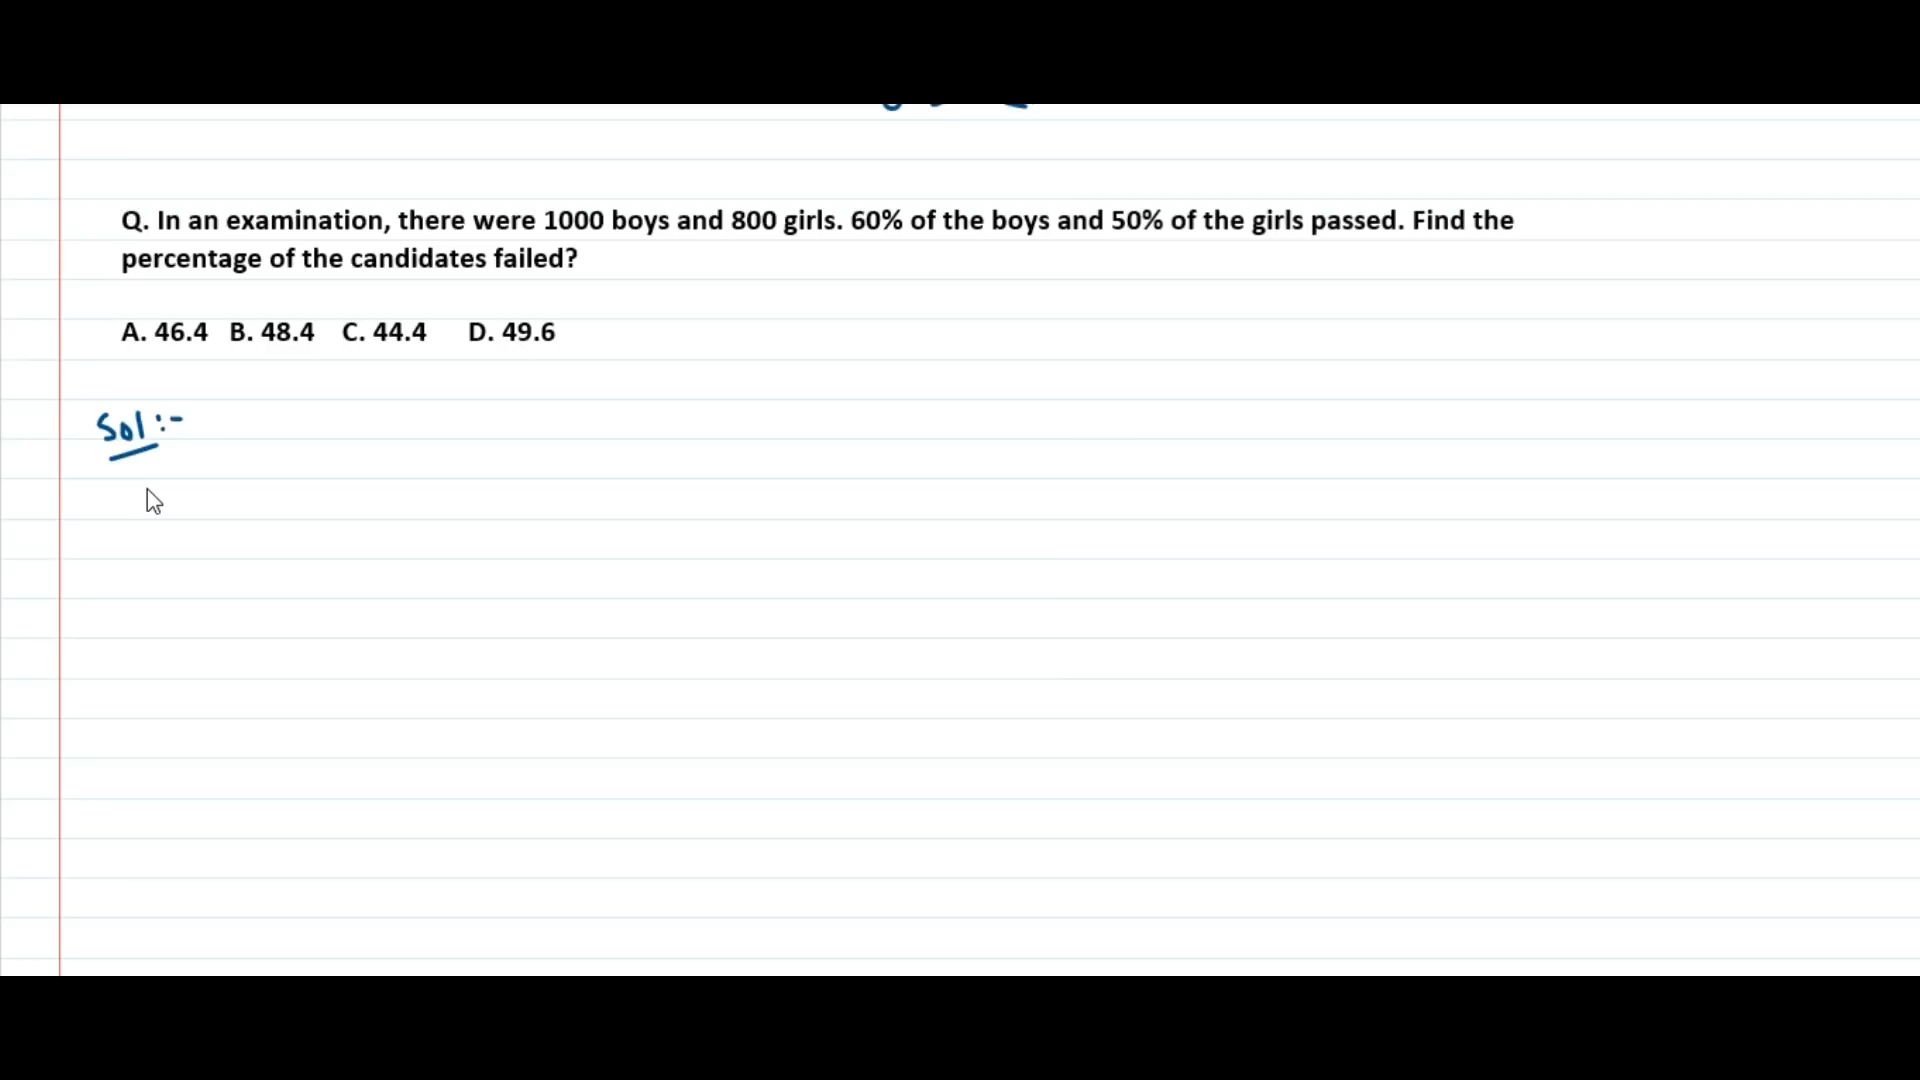 Q. In an examination, there were 1000 boys and 800 girls. 60% of the boys and 50% of the girls passed. Find the
percentage of the candidates failed?
A. 46.4 B. 48.4 C. 44.4 D. 49.6
Sol :-